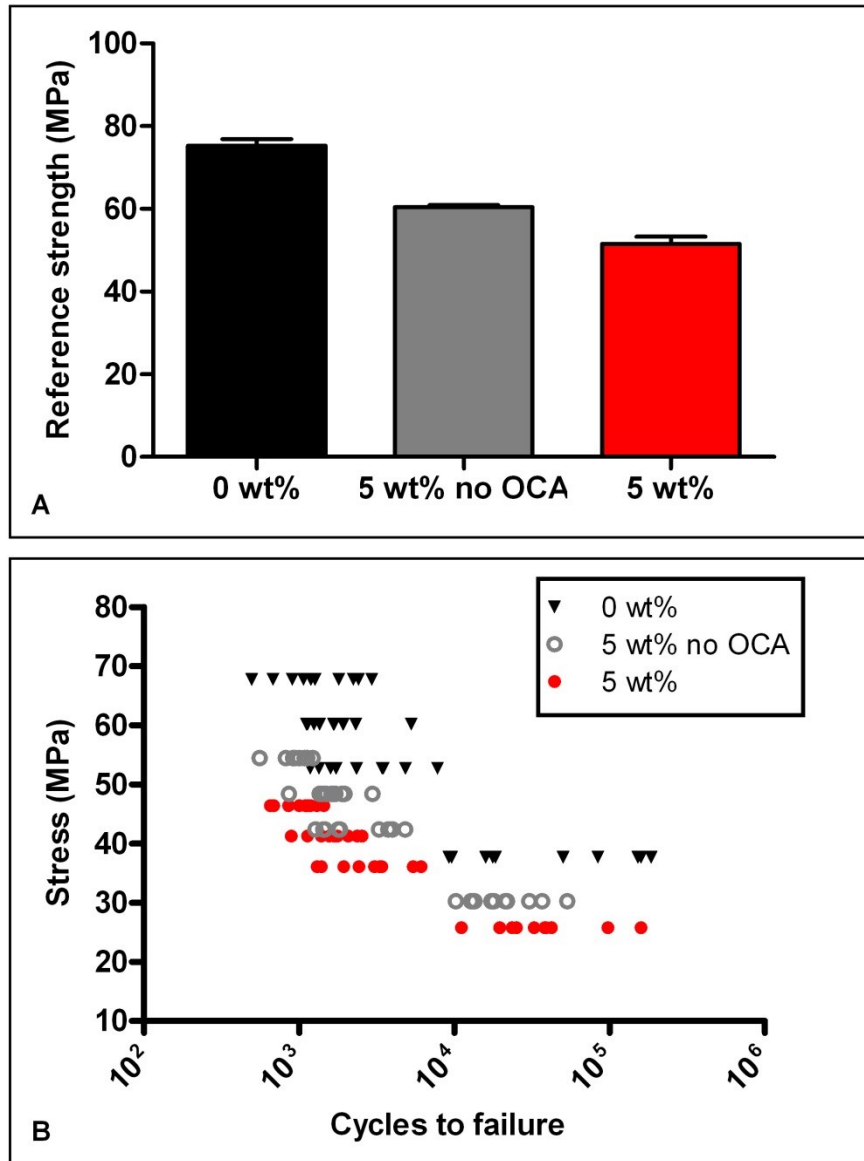 Reference strength (MPa)
100
80
60
40
20
0
0 wt%
5 wt% no OCA
5 wt%
A
0 wt%
5 wt% no OCA
5 wt%
Stress (MPa)
80
70
60
50
40
30
20
10
10²
10³
10⁴
10⁵
10⁶
Cycles to failure
B